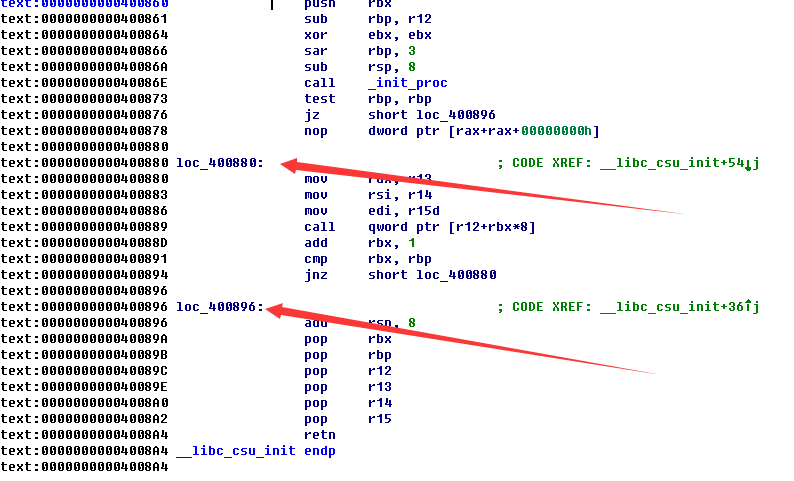 text:0000000000400860 push rbx
text:0000000000400861 sub rbp, r12
text:0000000000400864 xor ebx, ebx
text:0000000000400866 sar rbp, 3
text:000000000040086A sub rsp, 8
text:000000000040086E call _init_proc
text:0000000000400873 test rbp, rbp
text:0000000000400876 jz short loc_400896
text:0000000000400878 nop dword ptr [rax+rax+00000000h]
text:0000000000400880
text:0000000000400880 loc_400880: ; CODE XREF: __libc_csu_init+54↓j
text:0000000000400880 mov rdx, r13
text:0000000000400883 mov rsi, r14
text:0000000000400886 mov edi, r15d
text:0000000000400889 call qword ptr [r12+rbx*8]
text:000000000040088D add rbx, 1
text:0000000000400891 cmp rbx, rbp
text:0000000000400894 jnz short loc_400880
text:0000000000400896
text:0000000000400896 loc_400896: ; CODE XREF: __libc_csu_init+36↑j
text:0000000000400896 add rsp, 8
text:000000000040089A pop rbx
text:000000000040089B pop rbp
text:000000000040089C pop r12
text:000000000040089E pop r13
text:00000000004008A0 pop r14
text:00000000004008A2 pop r15
text:00000000004008A4 retn
text:00000000004008A4 __libc_csu_init endp
text:00000000004008A4